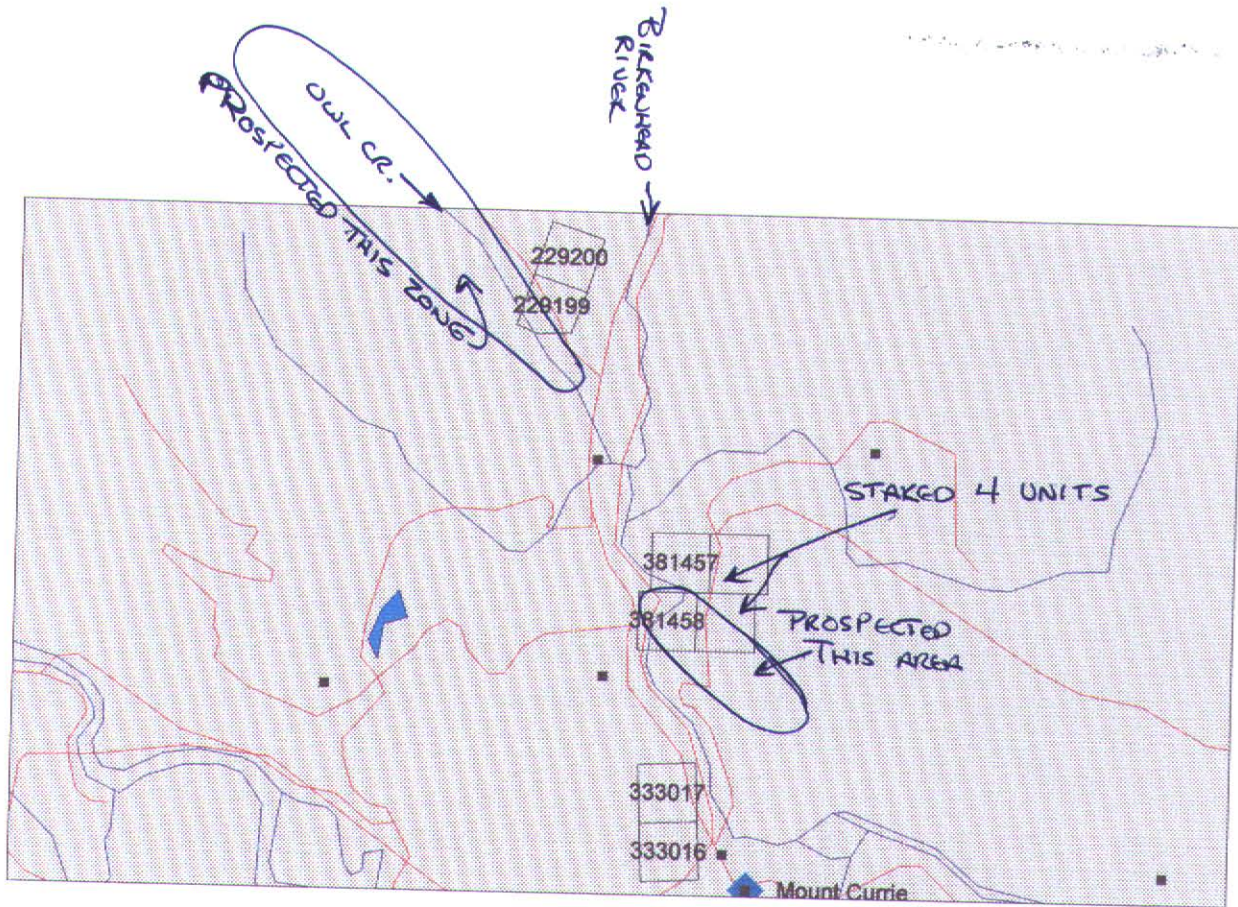 BIRKENHEAD
RIVER
OWL CR.
PROSPECTED THIS ZONE
229200
229199
STAKED 4 UNITS
381457
381458
PROSPECTED
THIS AREA
333017
333016
Mount Currie